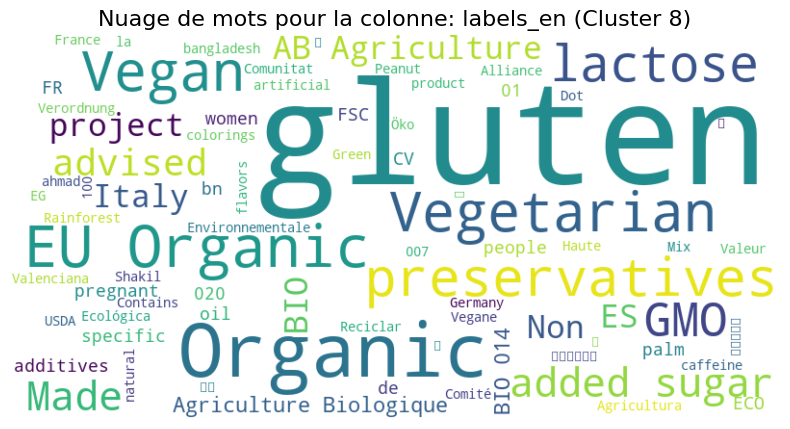 Nuage de mots pour la colonne: labels_en (Cluster 8)
France la bangladesh AB Agriculture
Vegan Comunitat Peanut Alliance lactose
FR artificial product 01 Dot
Verordnung women FSC Öko gluten
project colorings
advised Green CV
ahmad 100 Italy bn flavors Vegetarian
EG Rainforest Environnementale
EU Organic 007 people Haute Mix Valeur
Valenciana Shakil preservatives
pregnant Contains 020 Germany
USDA Ecológica oil BIO Vegane ES GMO
specific Reciclar Non
additives natural Organic BIO 014 palm
caffeine
Made de Comité added sugar
Agriculture Biologique Agricultura ECO